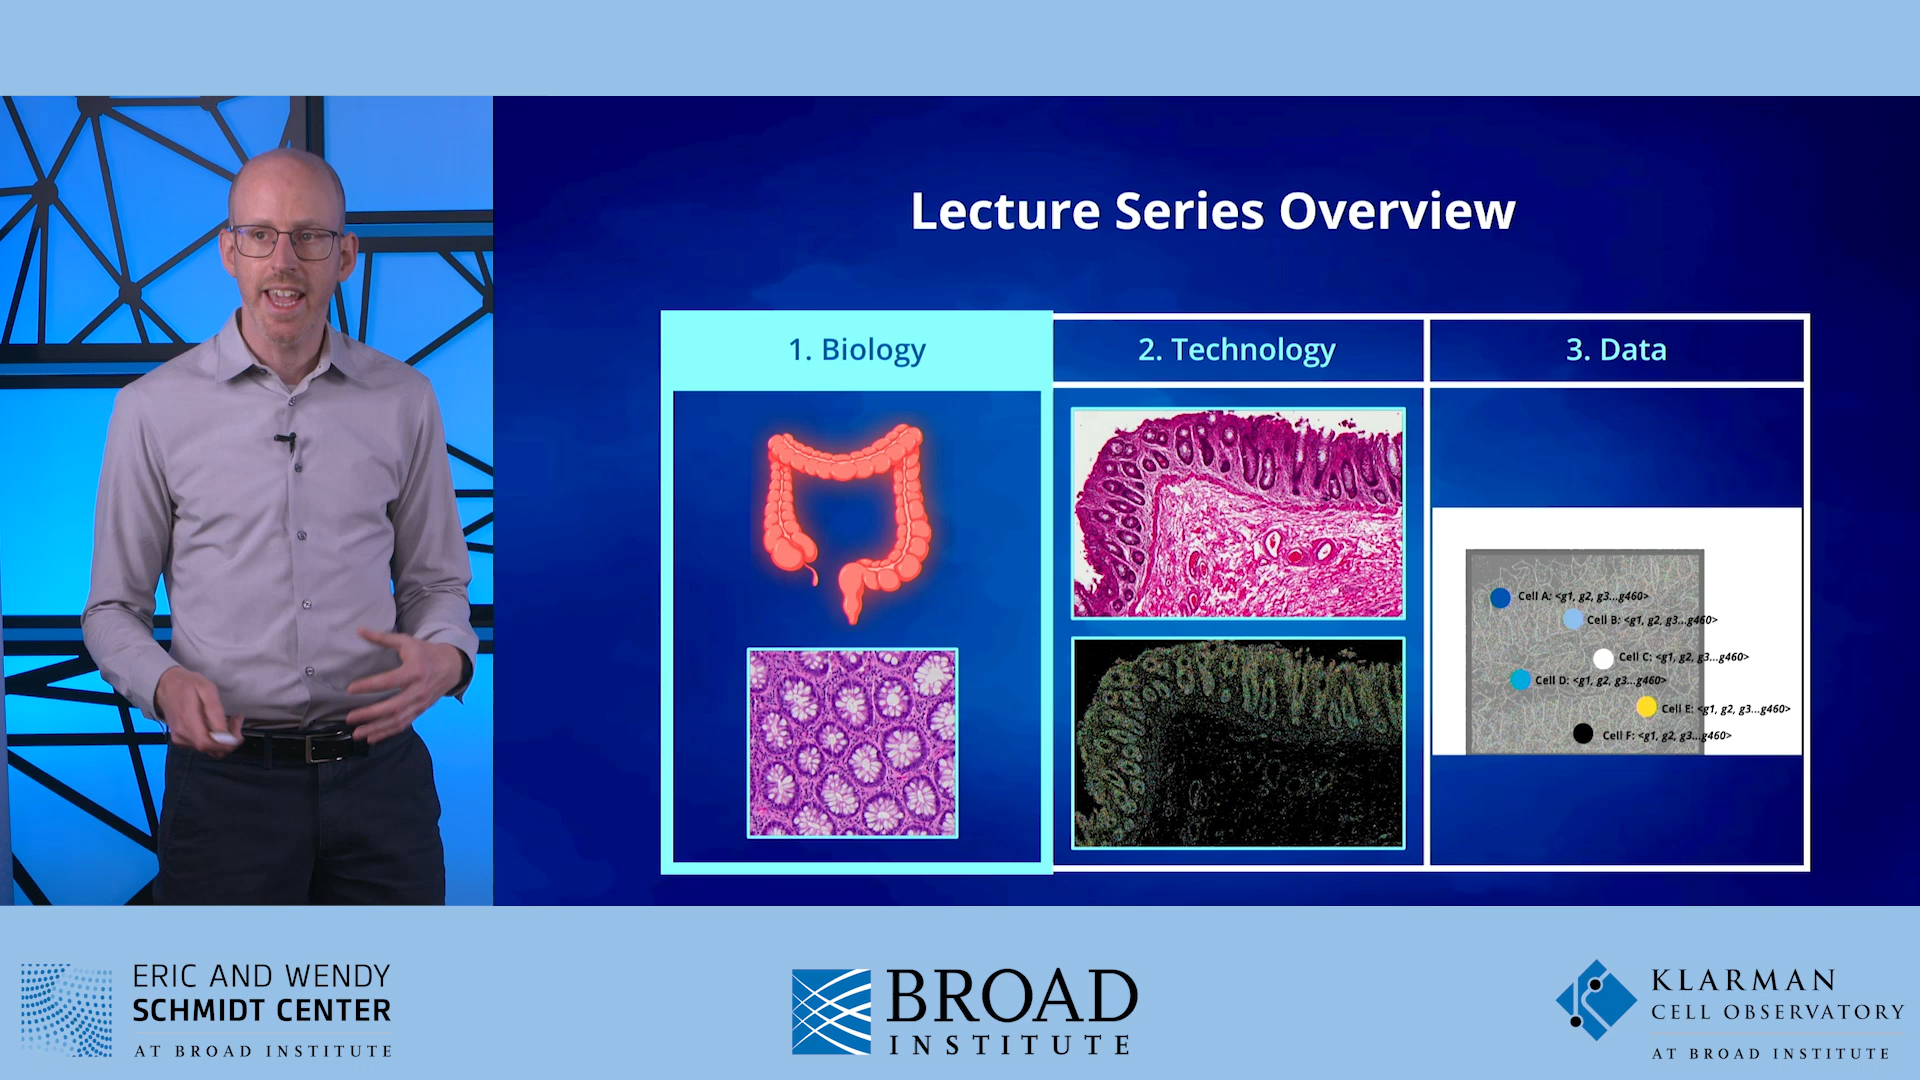 Lecture Series Overview
1. Biology
2. Technology
3. Data
Cell A: <g1, g2, g3...g460>
Cell B: <g1, g2, g3...g460>
Cell C: <g1, g2, g3...g460>
Cell D: <g1, g2, g3...g460>
Cell E: <g1, g2, g3...g460>
Cell F: <g1, g2, g3...g460>
ERIC AND WENDY
SCHMIDT CENTER
AT BROAD INSTITUTE
BROAD
INSTITUTE
KLARMAN
CELL OBSERVATORY
AT BROAD INSTITUTE